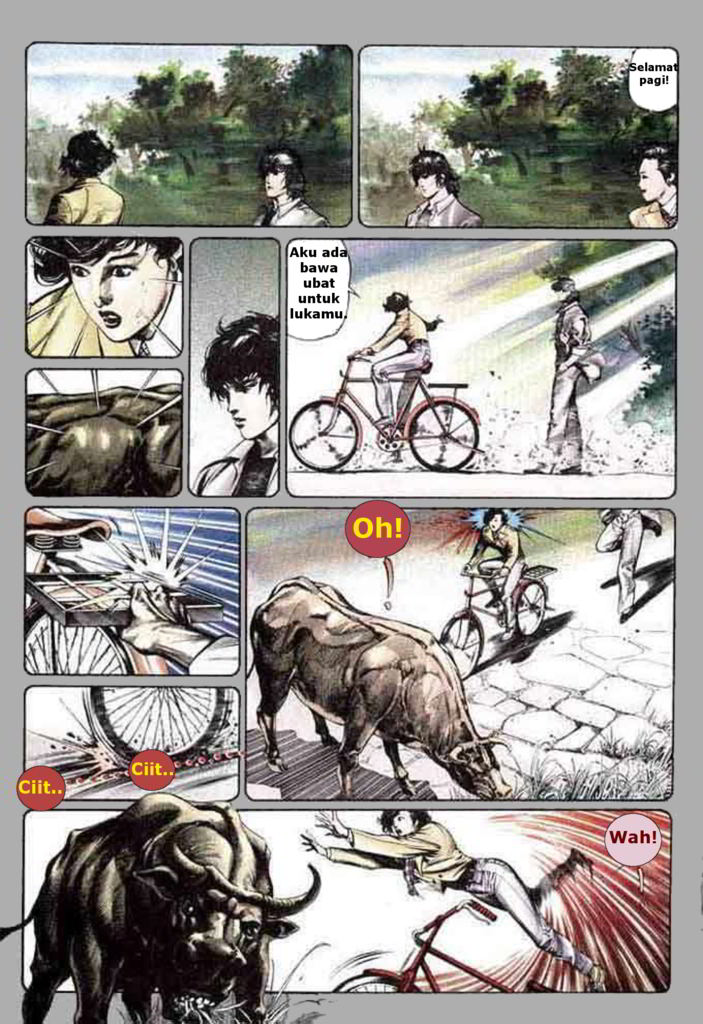 Selamat
pagi!
Aku ada
bawa
ubat
untuk
lukamu.
Oh!
Ciit..
Ciit..
Wah!